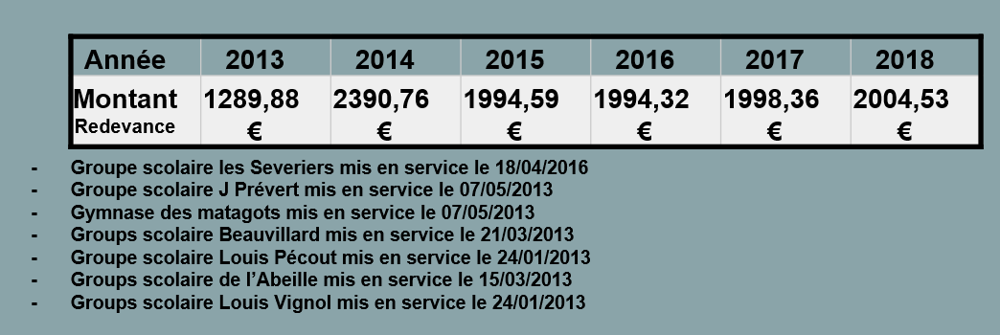 Année 2013 2014 2015 2016 2017 2018
Montant 1289,88 2390,76 1994,59 1994,32 1998,36 2004,53
Redevance € € € € € €
- Groupe scolaire les Severiers mis en service le 18/04/2016
- Groupe scolaire J Prévert mis en service le 07/05/2013
- Gymnase des matagots mis en service le 07/05/2013
- Groups scolaire Beauvillard mis en service le 21/03/2013
- Groupe scolaire Louis Pécout mis en service le 24/01/2013
- Groups scolaire de l’Abeille mis en service le 15/03/2013
- Groups scolaire Louis Vignol mis en service le 24/01/2013